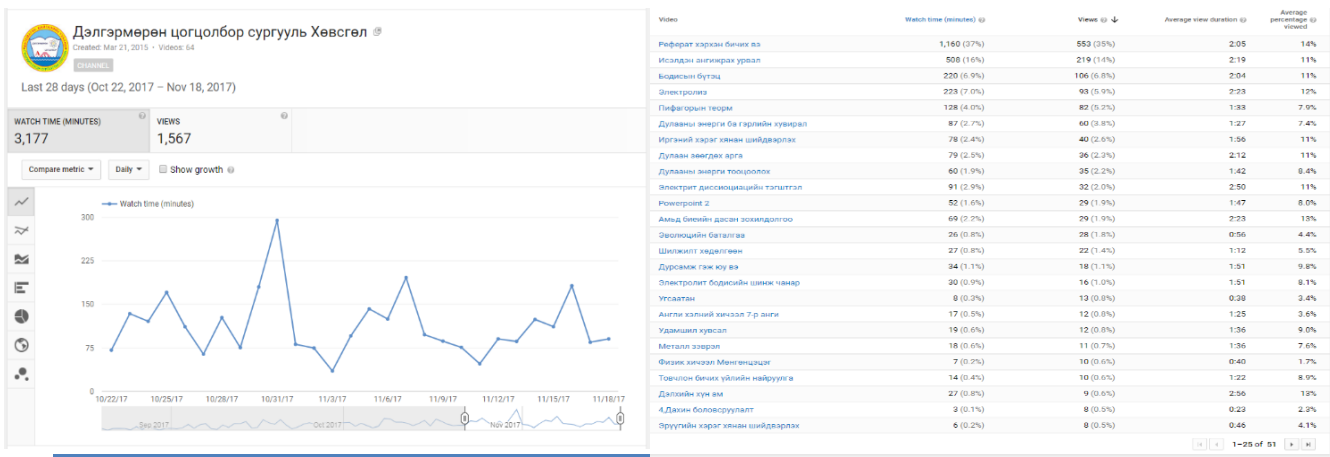 Дэлгэрмөрөн цогцолбор сургууль Хөвсгөл
Created: Mar 21, 2015 • Videos: 64
CHANNEL
Last 28 days (Oct 22, 2017 – Nov 18, 2017)
WATCH TIME (MINUTES)
3,177
VIEWS
1,567
Compare metric
Daily
Show growth
Watch time (minutes)
300
225
150
75
0
10/22/17 10/25/17 10/28/17 10/31/17 11/3/17 11/6/17 11/9/17 11/12/17 11/15/17 11/18/17
Sep 2017 Oct 2017 Nov 2017
Video Watch time (minutes) Views Average view duration Average percentage viewed
Реферат хэрхэн бичих вэ 1,160 (37%) 553 (35%) 2:05 14%
Исэлдэн ангижрах урвал 508 (16%) 219 (14%) 2:19 11%
Бодисын бүтэц 220 (6.9%) 106 (6.8%) 2:04 11%
Электролиз 223 (7.0%) 93 (5.9%) 2:23 12%
Пифагорын теорм 128 (4.0%) 82 (5.2%) 1:33 7.9%
Дулааны энерги ба гэрлийн хувирал 87 (2.7%) 60 (3.8%) 1:27 7.4%
Иргэний хэрэг хянан шийдвэрлэх 78 (2.4%) 40 (2.6%) 1:56 11%
Дулаан зөөгдөх арга 79 (2.5%) 36 (2.3%) 2:12 11%
Дулааны энерги тооцоолох 60 (1.9%) 35 (2.2%) 1:42 8.4%
Электрит диссиоциацийн тэгштгэл 91 (2.9%) 32 (2.0%) 2:50 11%
Powerpoint 2 52 (1.6%) 29 (1.9%) 1:47 8.0%
Амьд биеийн дасан зохилдолгоо 69 (2.2%) 29 (1.9%) 2:23 13%
Эволюцийн баталгаа 26 (0.8%) 28 (1.8%) 0:56 4.4%
Шилжилт хөдөлгөөн 27 (0.8%) 22 (1.4%) 1:12 5.5%
Дурсамж гэж юу вэ 34 (1.1%) 18 (1.1%) 1:51 9.8%
Электролит бодисийн шинж чанар 30 (0.9%) 16 (1.0%) 1:51 8.1%
Угсаатан 8 (0.3%) 13 (0.8%) 0:38 3.4%
Англи хэлний хичээл 7-р анги 17 (0.5%) 12 (0.8%) 1:25 3.6%
Удамшил хувсал 19 (0.6%) 12 (0.8%) 1:36 9.0%
Металл зэврэл 18 (0.6%) 11 (0.7%) 1:36 7.6%
Физик хичээл Мөнгөнцэцэг 7 (0.2%) 10 (0.6%) 0:40 1.7%
Товчлон бичих үйлийн найруулга 14 (0.4%) 10 (0.6%) 1:22 8.9%
Дэлхийн хүн ам 27 (0.8%) 9 (0.6%) 2:56 13%
4,Дахин боловсруулалт 3 (0.1%) 8 (0.5%) 0:23 2.3%
Эрүүгийн хэрэг хянан шийдвэрлэх 6 (0.2%) 8 (0.5%) 0:46 4.1%
1–25 of 51